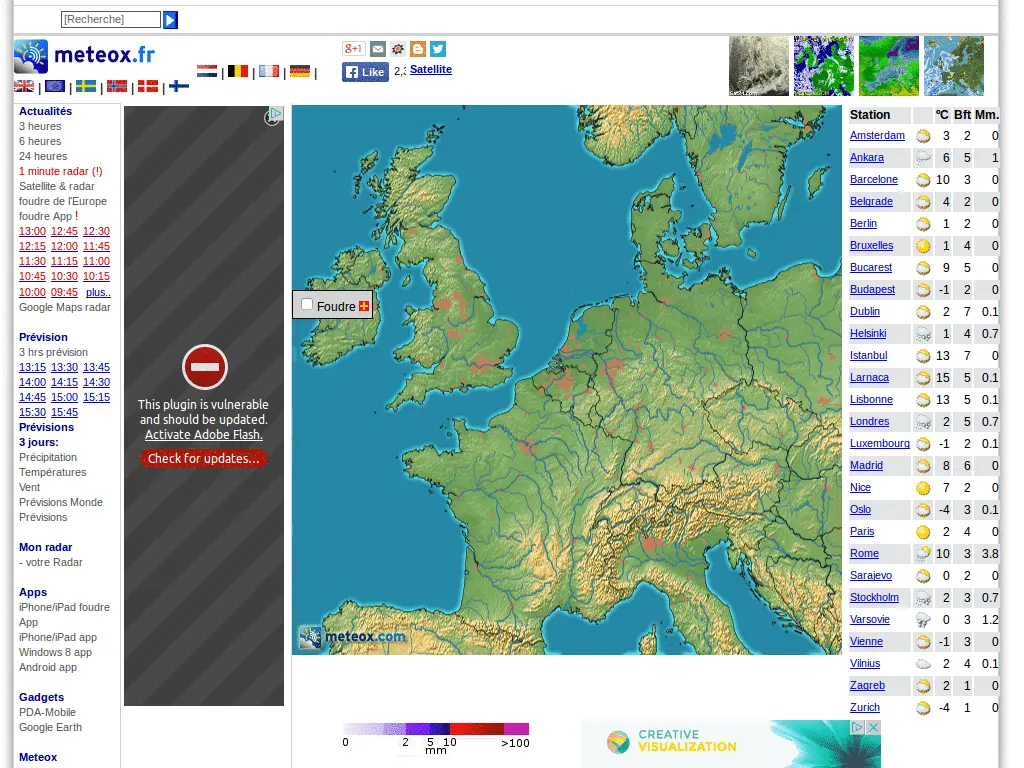 [Recherche]
meteox.fr
g+1
Like
Satellite
Actualités
3 heures
6 heures
24 heures
1 minute radar (!)
Satellite & radar
foudre de l'Europe
foudre App !
13:00 12:45 12:30
12:15 12:00 11:45
11:30 11:15 11:00
10:45 10:30 10:15
10:00 09:45 plus..
Google Maps radar
Prévision
3 hrs prévision
13:15 13:30 13:45
14:00 14:15 14:30
14:45 15:00 15:15
15:30 15:45
Prévisions
3 jours:
Précipitation
Températures
Vent
Prévisions Monde
Prévisions
Mon radar
- votre Radar
Apps
iPhone/iPad foudre
App
iPhone/iPad app
Windows 8 app
Android app
Gadgets
PDA-Mobile
Google Earth
Meteox
This plugin is vulnerable
and should be updated.
Activate Adobe Flash.
Check for updates...
Foudre
meteox.com
0 2 5 10 >100
mm
CREATIVE
VISUALIZATION
Station ºC Bft Mm.
Amsterdam 3 2 0
Ankara 6 5 1
Barcelone 10 3 0
Belgrade 4 2 0
Berlin 1 2 0
Bruxelles 1 4 0
Bucarest 9 5 0
Budapest -1 2 0
Dublin 2 7 0.1
Helsinki 1 4 0.7
Istanbul 13 7 0
Larnaca 15 5 0.1
Lisbonne 13 5 0.1
Londres 2 5 0.7
Luxembourg -1 2 0.1
Madrid 8 6 0
Nice 7 2 0
Oslo -4 3 0.1
Paris 2 4 0
Rome 10 3 3.8
Sarajevo 0 2 0
Stockholm 2 3 0.7
Varsovie 0 3 1.2
Vienne -1 3 0
Vilnius 2 4 0.1
Zagreb 2 1 0
Zurich -4 1 0